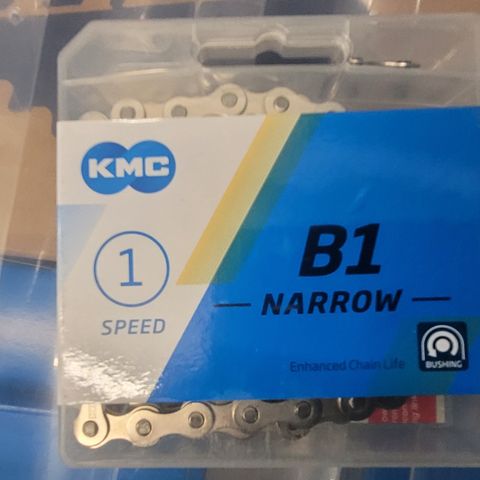 KMC
1
SPEED
B1
NARROW
Enhanced Chain Life
BUSHING